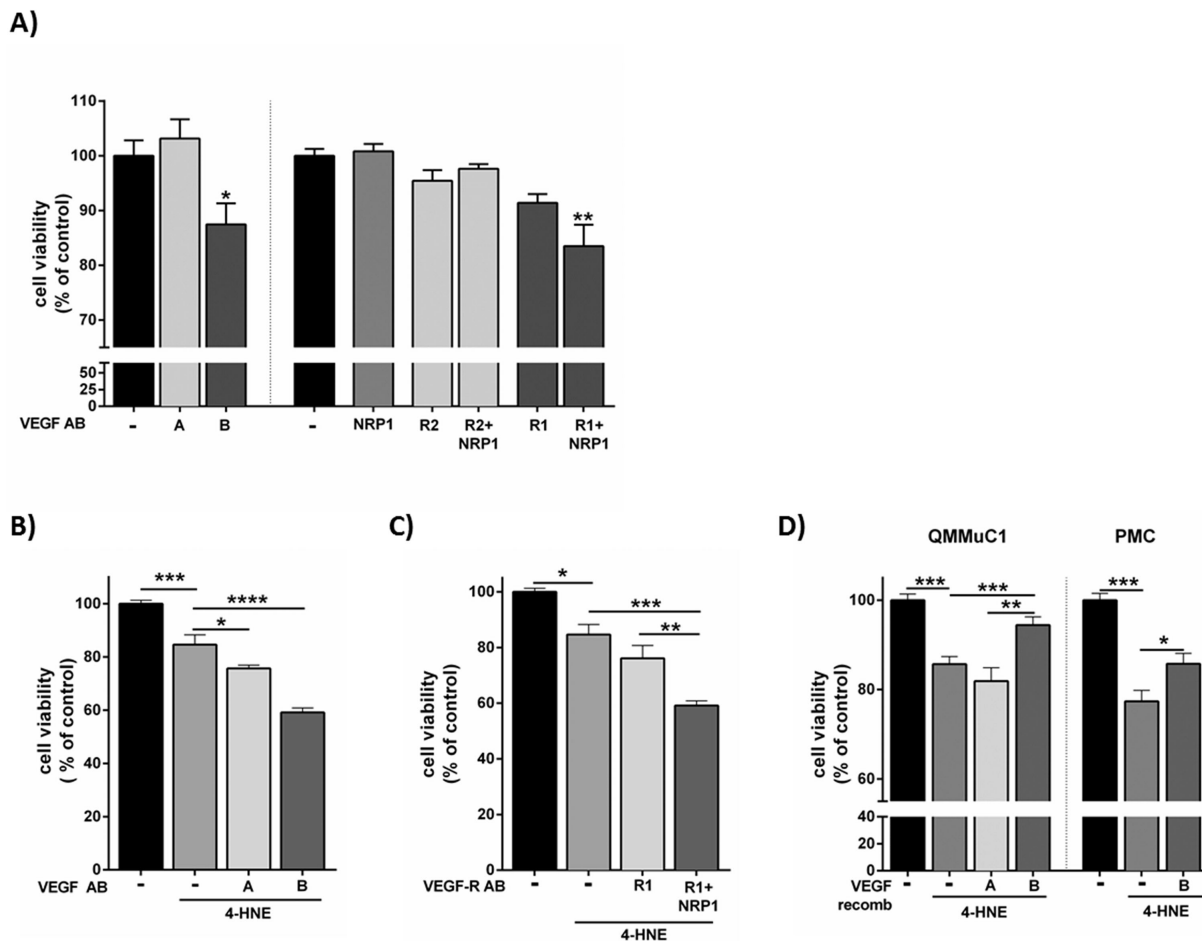 A)
cell viability
(% of control)
110
100
90
80
70
50
25
0
*
**
VEGF AB
- A B - NRP1 R2 R2+ R1 R1+
NRP1 NRP1
B)
cell viability
( % of control)
100
80
60
40
20
0
***
****
*
VEGF AB - - A B
4-HNE
C)
cell viability
(% of control)
100
80
60
40
20
0
*
***
**
VEGF-R AB - - R1 R1+
NRP1
4-HNE
D)
QMMuC1 PMC
cell viability
(% of control)
100
80
60
40
20
0
*** *** ***
**
*
VEGF - - A B - - B
recomb
4-HNE 4-HNE